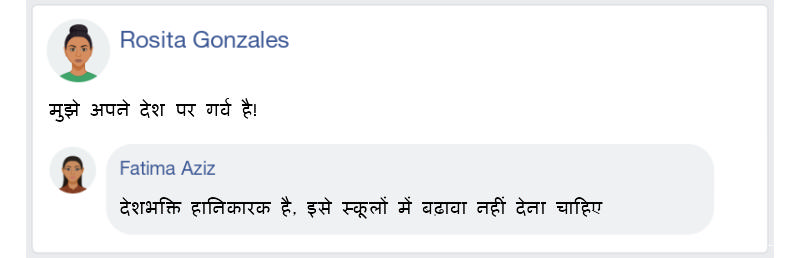 Rosita Gonzales
मुझे अपने देश पर गर्व है!
Fatima Aziz
देशभक्ति हानिकारक है, इसे स्कूलों में बढ़ावा नहीं देना चाहिए